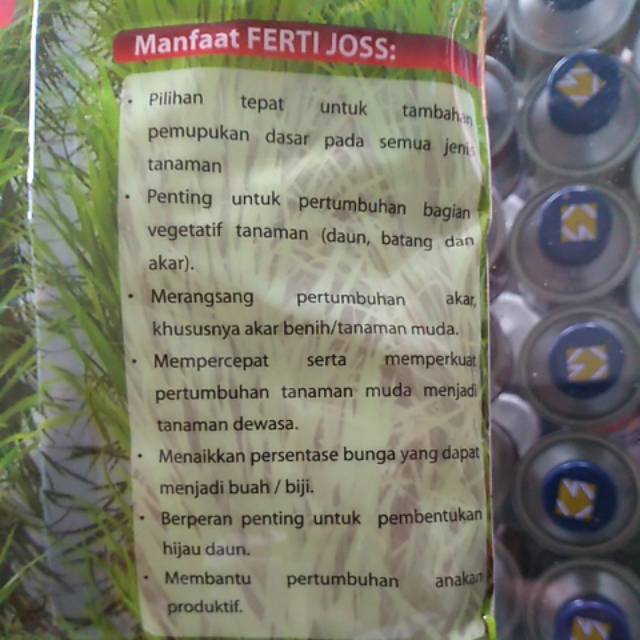 Manfaat FERTI JOSS:
• Pilihan tepat untuk tambahan
pemupukan dasar pada semua jenis
tanaman
• Penting untuk pertumbuhan bagian
vegetatif tanaman (daun, batang dan
akar).
• Merangsang pertumbuhan akar,
khususnya akar benih/tanaman muda.
• Mempercepat serta memperkuat
pertumbuhan tanaman muda menjadi
tanaman dewasa.
• Menaikkan persentase bunga yang dapat
menjadi buah / biji.
• Berperan penting untuk pembentukan
hijau daun.
• Membantu pertumbuhan anakan
produktif.